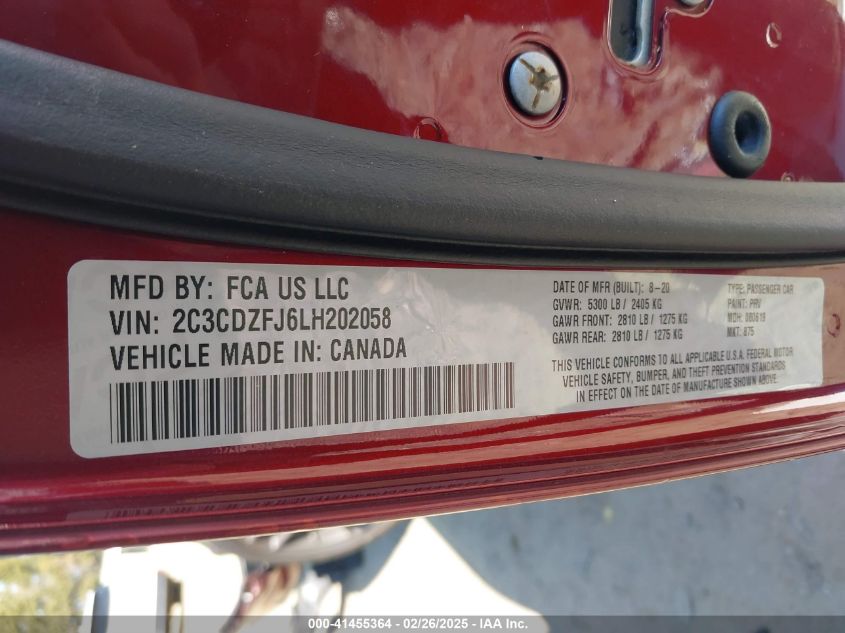 MFD BY: FCA US LLC
VIN: 2C3CDZFJ6LH202058
VEHICLE MADE IN: CANADA
DATE OF MFR (BUILT): 8-20
GVWR: 5300 LB / 2405 KG
GAWR FRONT: 2810 LB / 1275 KG
GAWR REAR: 2810 LB / 1275 KG
TYPE: PASSENGER CAR
PAINT: PRV
MDH: 080619
MKT: 875
THIS VEHICLE CONFORMS TO ALL APPLICABLE U.S.A. FEDERAL MOTOR
VEHICLE SAFETY, BUMPER, AND THEFT PREVENTION STANDARDS
IN EFFECT ON THE DATE OF MANUFACTURE SHOWN ABOVE.
000-41455364 - 02/26/2025 - IAA Inc.